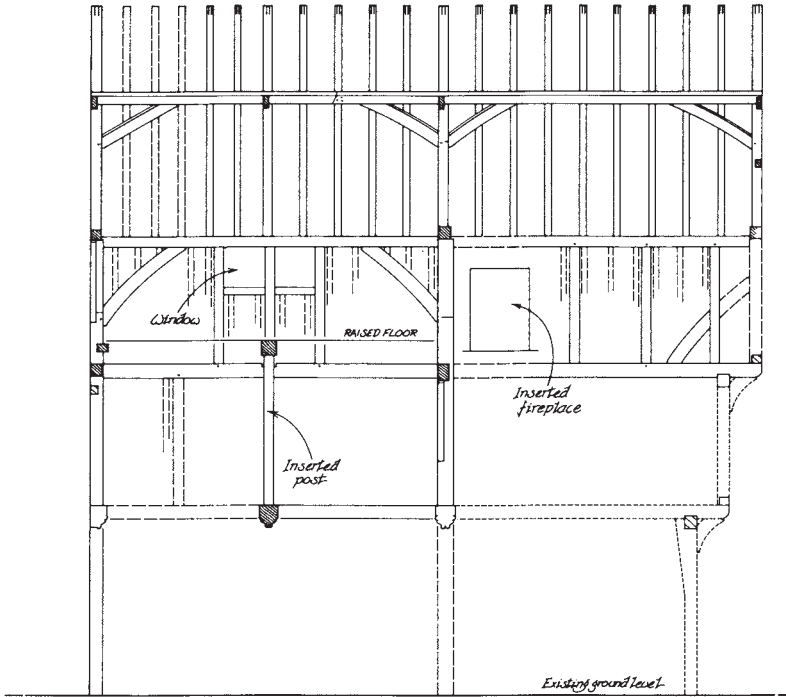 Window
RAISED FLOOR
Inserted
fireplace
Inserted
post
Existing ground level